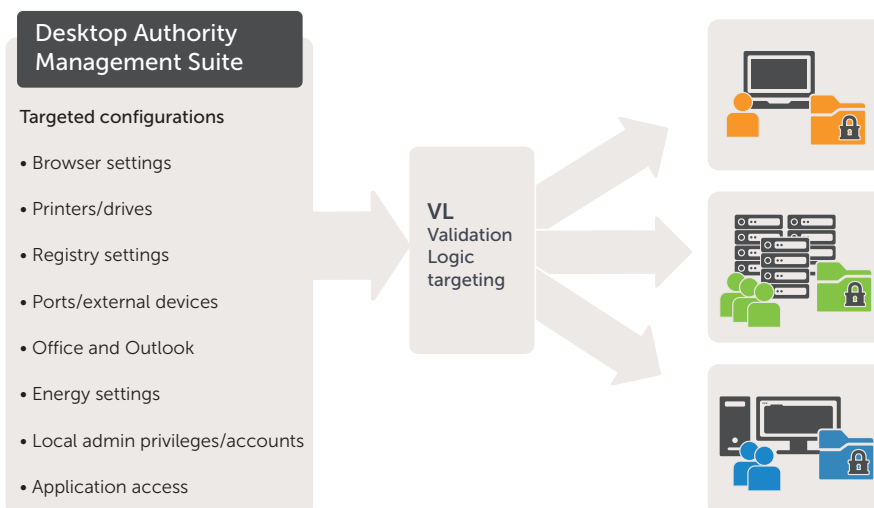 Desktop Authority
Management Suite
Targeted configurations
• Browser settings
• Printers/drives
• Registry settings
• Ports/external devices
• Office and Outlook
• Energy settings
• Local admin privileges/accounts
• Application access
VL
Validation
Logic
targeting